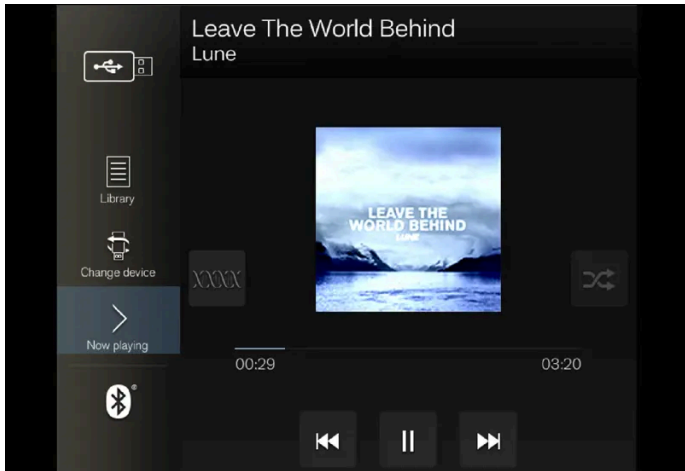 Leave The World Behind
Lune
Library
Change device
Now playing
LEAVE THE
WORLD BEHIND
LUNE
00:29
03:20